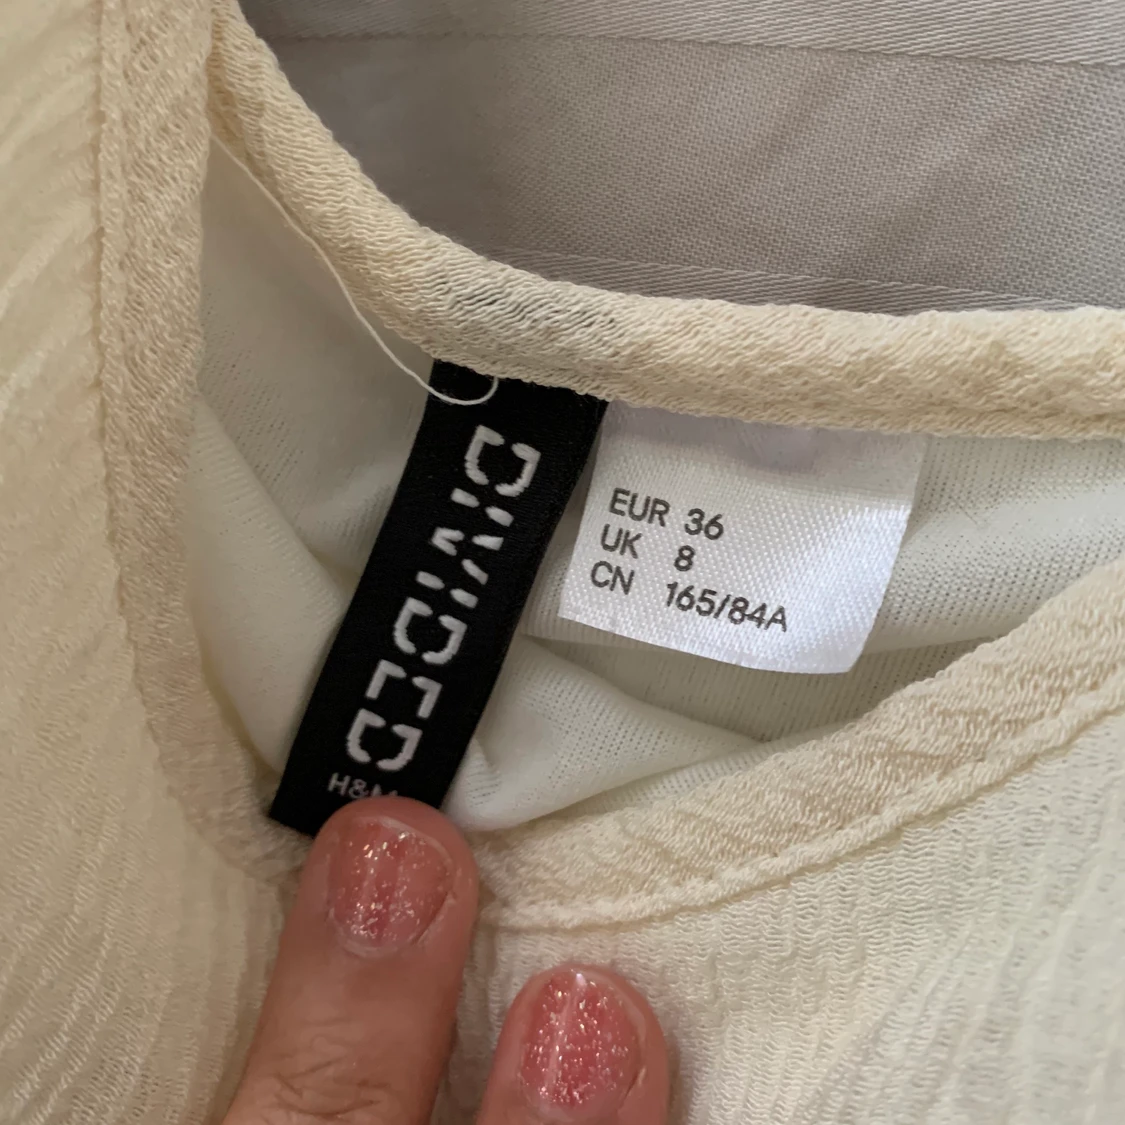 DIVIDED
H&M
EUR 36
UK 8
CN 165/84A